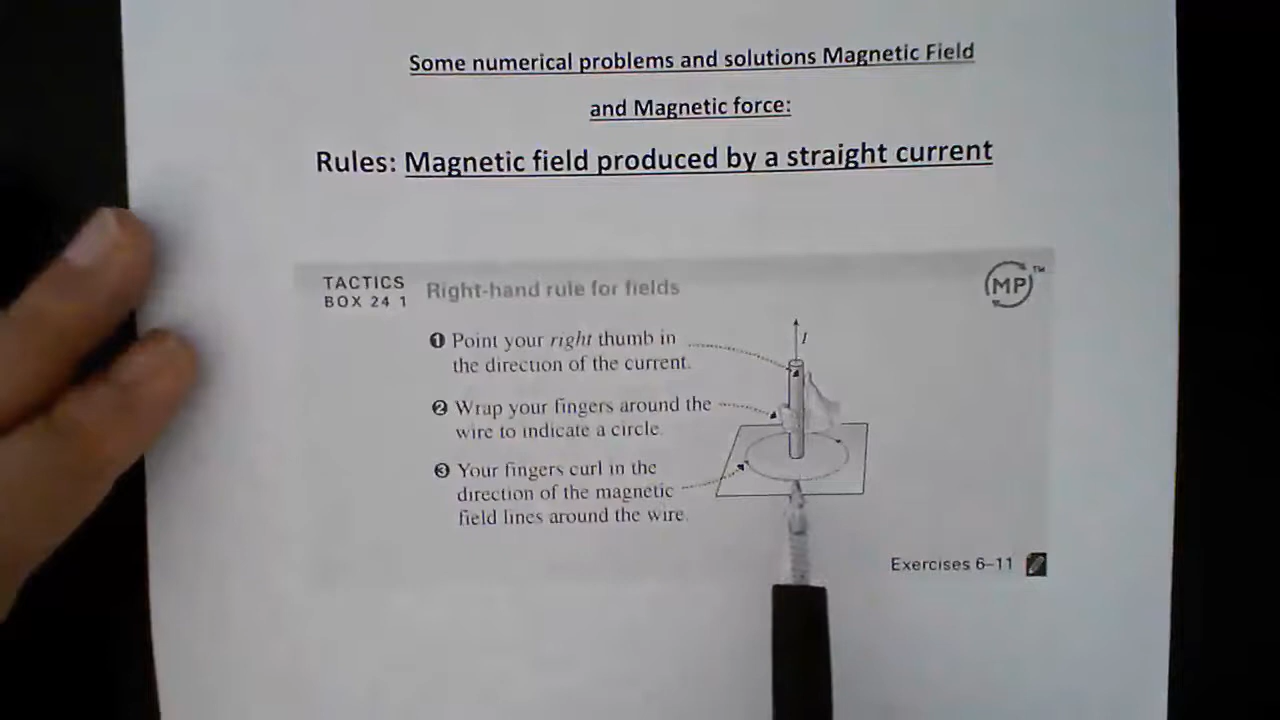 Some numerical problems and solutions Magnetic Field
and Magnetic force:
Rules: Magnetic field produced by a straight current
TACTICS
BOX 24 1
Right-hand rule for fields
MP™
❶ Point your right thumb in
the direction of the current.
❷ Wrap your fingers around the
wire to indicate a circle.
❸ Your fingers curl in the
direction of the magnetic
field lines around the wire.
I
Exercises 6–11